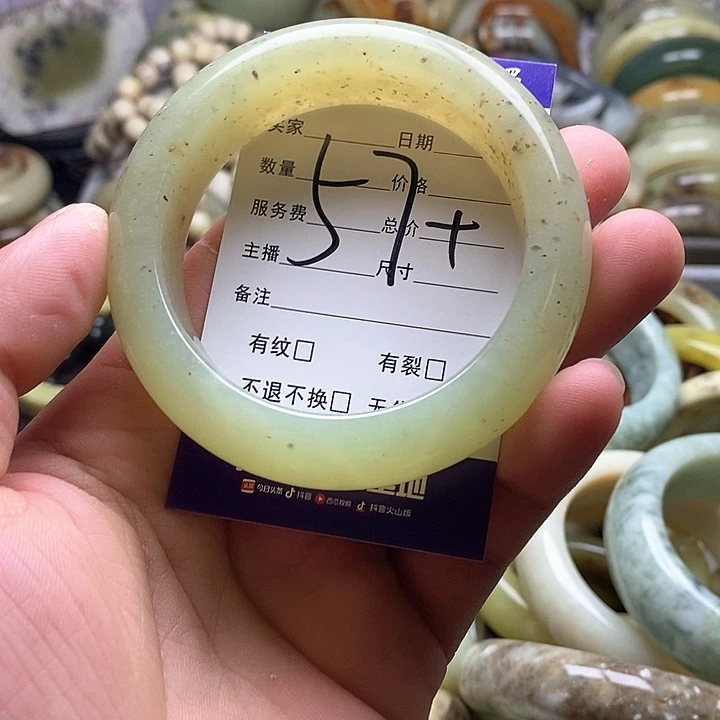 买家 日期
数量 价格
服务费 总价
57+
主播 尺寸
备注
有纹□ 有裂□
不退不换□
今日头条 抖音 西瓜视频 抖音火山版